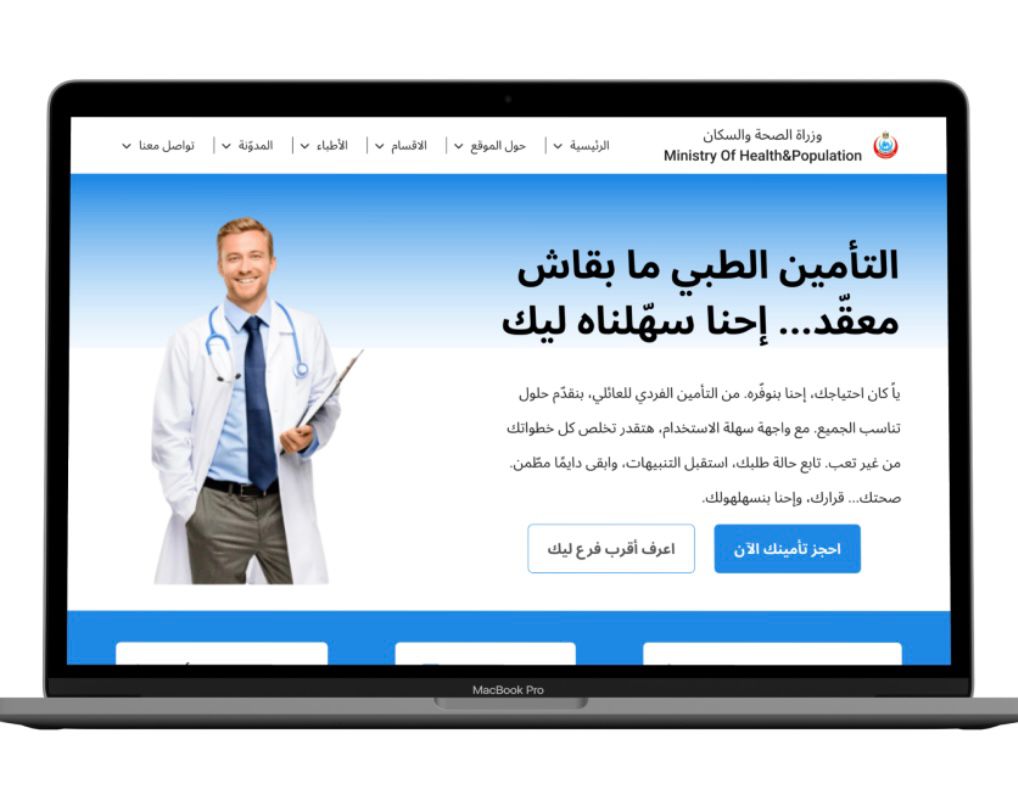 وزراة الصحة والسكان
Ministry Of Health&Population
الرئيسية
حول الموقع
الاقسام
الأطباء
المدوّنة
تواصل معنا
التأمين الطبي ما بقاش
معقّد... إحنا سهّلناه ليك
ياً كان احتياجك، إحنا بنوفّره. من التأمين الفردي للعائلي، بنقدّم حلول
تناسب الجميع. مع واجهة سهلة الاستخدام، هتقدر تخلص كل خطواتك
من غير تعب. تابع حالة طلبك، استقبل التنبيهات، وابقى دايمًا مطّمن.
صحتك... قرارك، وإحنا بنسهلهولك.
احجز تأمينك الآن
اعرف أقرب فرع ليك
MacBook Pro